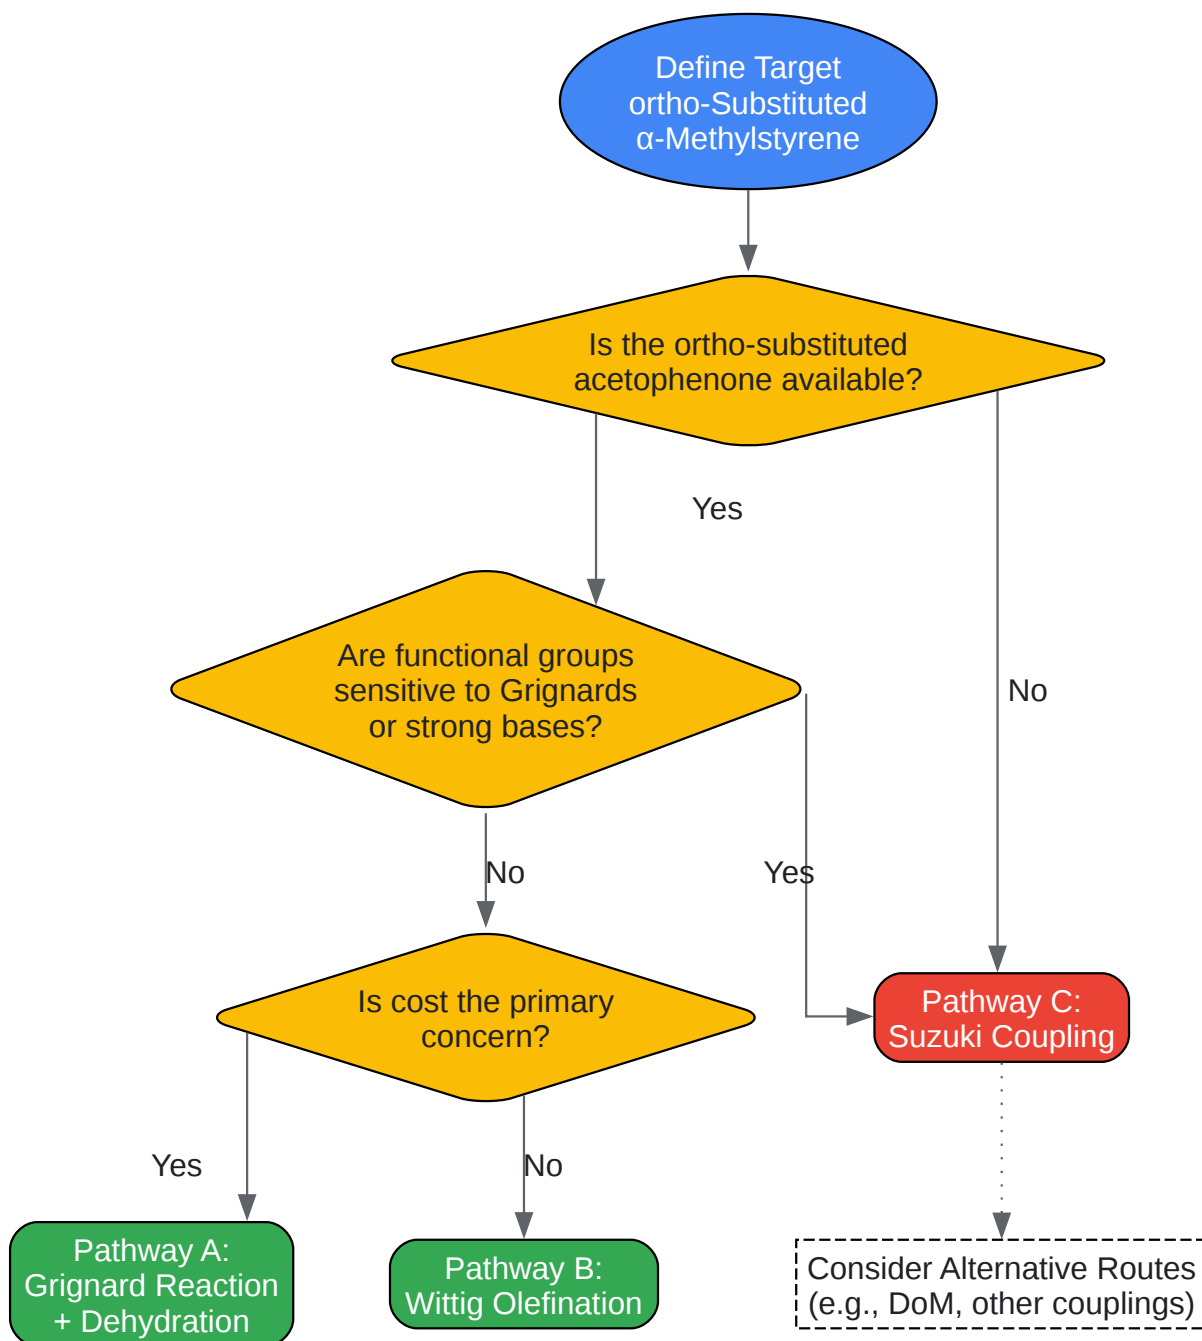 Define Target
ortho-Substituted
α-Methylstyrene
Is the ortho-substituted
acetophenone available?
Yes
Are functional groups
sensitive to Grignards
or strong bases?
No
No
Yes
Is cost the primary
concern?
Pathway C:
Suzuki Coupling
Yes
No
Pathway A:
Grignard Reaction
+ Dehydration
Pathway B:
Wittig Olefination
Consider Alternative Routes
(e.g., DoM, other couplings)